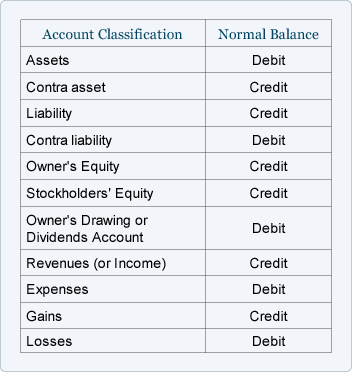 Account Classification Normal Balance
Assets Debit
Contra asset Credit
Liability Credit
Contra liability Debit
Owner's Equity Credit
Stockholders' Equity Credit
Owner's Drawing or
Dividends Account Debit
Revenues (or Income) Credit
Expenses Debit
Gains Credit
Losses Debit